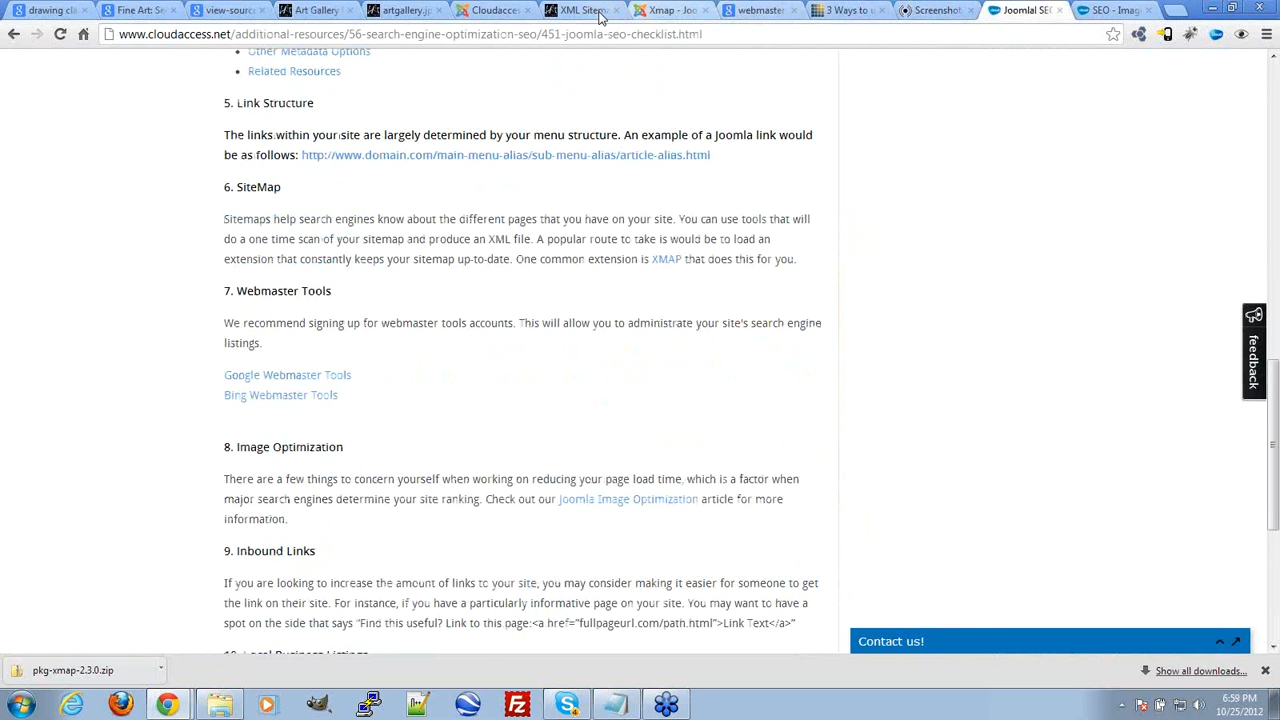 drawing cl
Fine Art: Se
view-sourc
Art Gallery
artgallery.jp
Cloudacces
XML Sitem
Xmap - Joo
webmaster
3 Ways to u
Screenshot
Joomla! SEO
SEO - Imag
www.cloudaccess.net/additional-resources/56-search-engine-optimization-seo/451-joomla-seo-checklist.html
Other Metadata Options
Related Resources
5. Link Structure
The links within your site are largely determined by your menu structure. An example of a Joomla link would
be as follows: http://www.domain.com/main-menu-alias/sub-menu-alias/article-alias.html
6. SiteMap
Sitemaps help search engines know about the different pages that you have on your site. You can use tools that will
do a one time scan of your sitemap and produce an XML file. A popular route to take is would be to load an
extension that constantly keeps your sitemap up-to-date. One common extension is XMAP that does this for you.
7. Webmaster Tools
We recommend signing up for webmaster tools accounts. This will allow you to administrate your site's search engine
listings.
Google Webmaster Tools
Bing Webmaster Tools
8. Image Optimization
There are a few things to concern yourself when working on reducing your page load time, which is a factor when
major search engines determine your site ranking. Check out our Joomla Image Optimization article for more
information.
9. Inbound Links
If you are looking to increase the amount of links to your site, you may consider making it easier for someone to get
the link on their site. For instance, if you have a particularly informative page on your site. You may want to have a
spot on the side that says "Find this useful? Link to this page:<a href="fullpageurl.com/path.html">Link Text</a>"
10. Local Business Listings
feedback
Contact us!
pkg-xmap-2.3.0.zip
Show all downloads...
6:59 PM
10/25/2012